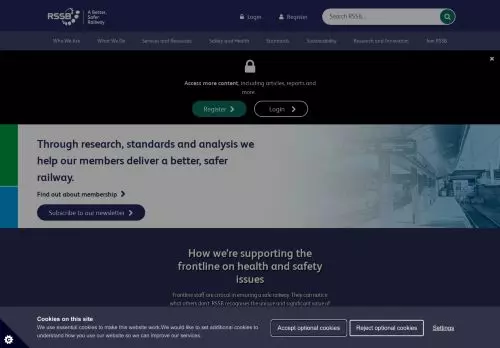 RSSB
A Better,
Safer
Railway
Login
Register
Search RSSB...
Who We Are
What We Do
Services and Resources
Safety and Health
Standards
Sustainability
Research and Innovation
Join RSSB
Access more content, including articles, reports and
more.
Register
Login
Through research, standards and analysis we
help our members deliver a better, safer
railway.
Find out about membership
Subscribe to our newsletter
How we're supporting the
frontline on health and safety
issues
Frontline staff are critical in ensuring a safe railway. They can notice
what others don't. RSSB recognises the unique and significant value of
Cookies on this site
We use essential cookies to make this website work.We would like to set additional cookies to
understand how you use our website so we can improve our services.
Accept optional cookies
Reject optional cookies
Settings